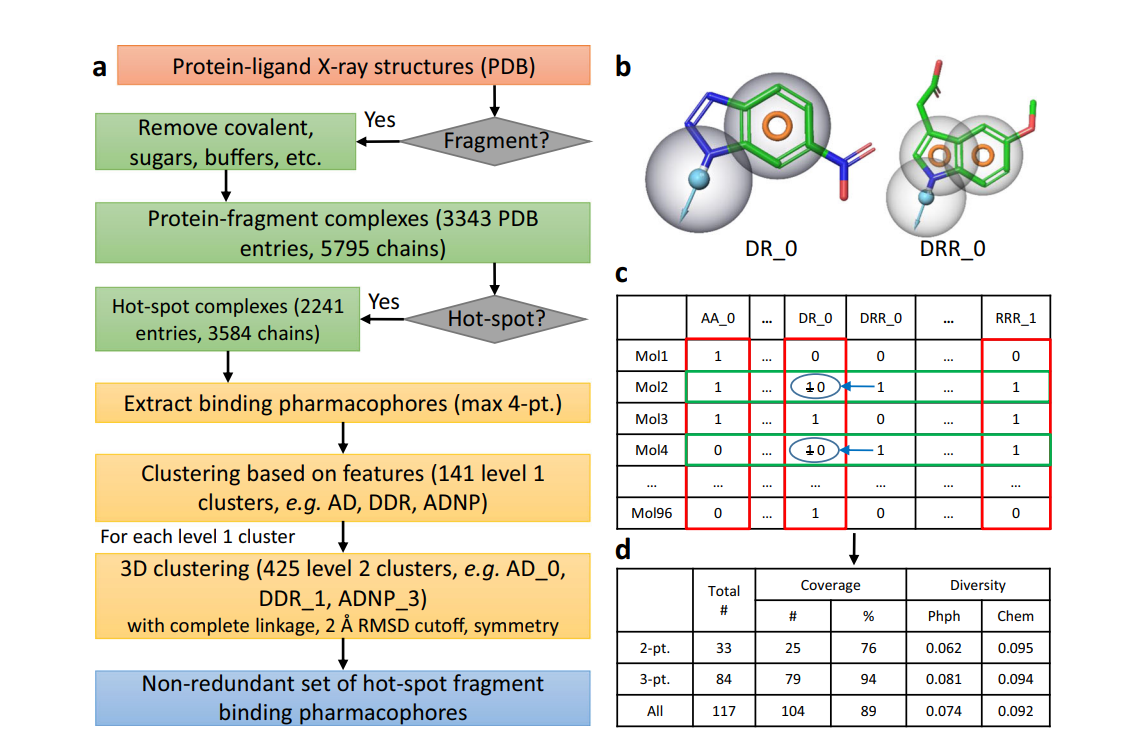 a
Protein-ligand X-ray structures (PDB)
Fragment?
Yes
Remove covalent,
sugars, buffers, etc.
Protein-fragment complexes (3343 PDB
entries, 5795 chains)
Hot-spot?
Yes
Hot-spot complexes (2241
entries, 3584 chains)
Extract binding pharmacophores (max 4-pt.)
Clustering based on features (141 level 1
clusters, e.g. AD, DDR, ADNP)
For each level 1 cluster
3D clustering (425 level 2 clusters, e.g. AD_0,
DDR_1, ADNP_3)
with complete linkage, 2 Å RMSD cutoff, symmetry
Non-redundant set of hot-spot fragment
binding pharmacophores
b
DR_0 DRR_0
c
AA_0 ... DR_0 DRR_0 ... RRR_1
Mol1 1 ... 0 0 ... 0
Mol2 1 ... 1 0 1 ... 1
Mol3 1 ... 1 0 ... 1
Mol4 0 ... 1 0 1 ... 1
... ... ... ... ... ... ...
Mol96 0 ... 1 0 ... 0
d
Total
#
Coverage Diversity
# % Phph Chem
2-pt. 33 25 76 0.062 0.095
3-pt. 84 79 94 0.081 0.094
All 117 104 89 0.074 0.092